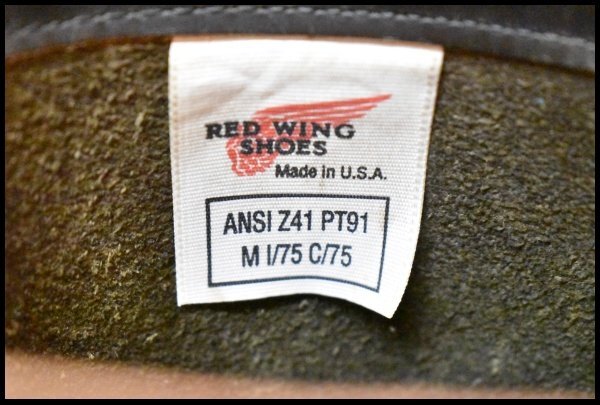 RED WING
SHOES
Made in U.S.A.
ANSI Z41 PT91
M I/75 C/75